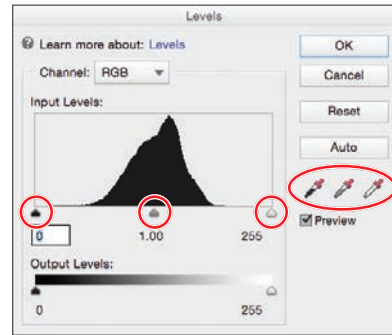 Levels
Learn more about: Levels
OK
Channel: RGB
Cancel
Input Levels:
Reset
Auto
0 1.00 255
Preview
Output Levels:
0 255